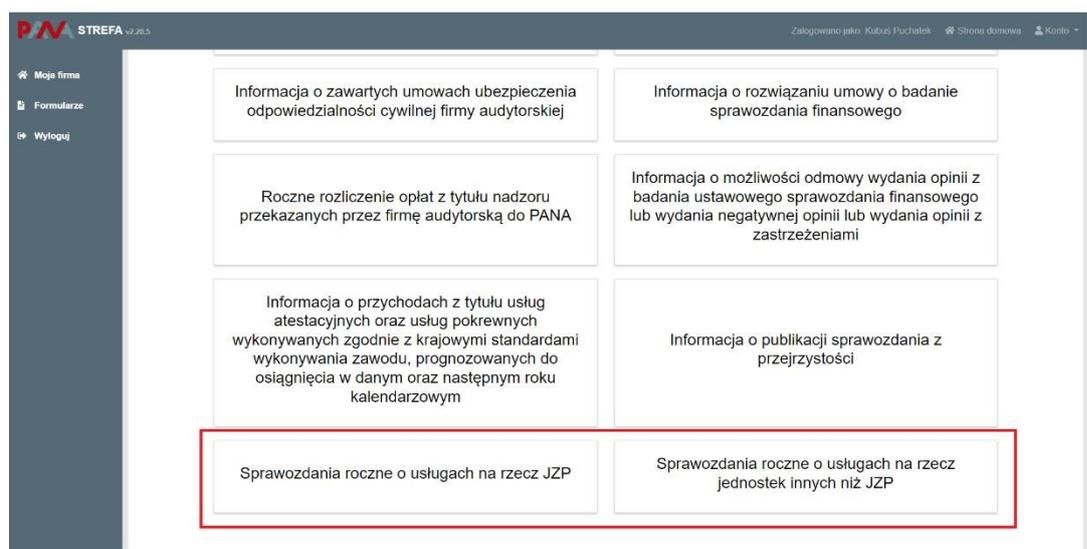 PANA STREFA v2.20.5
Zalogowano jako: Kubuś Puchatek Strona domowa Konto
Moja firma
Formularze
Wyloguj
Informacja o zawartych umowach ubezpieczenia
odpowiedzialności cywilnej firmy audytorskiej
Informacja o rozwiązaniu umowy o badanie
sprawozdania finansowego
Roczne rozliczenie opłat z tytułu nadzoru
przekazanych przez firmę audytorską do PANA
Informacja o możliwości odmowy wydania opinii z
badania ustawowego sprawozdania finansowego
lub wydania negatywnej opinii lub wydania opinii z
zastrzeżeniami
Informacja o przychodach z tytułu usług
atestacyjnych oraz usług pokrewnych
wykonywanych zgodnie z krajowymi standardami
wykonywania zawodu, prognozowanych do
osiągnięcia w danym oraz następnym roku
kalendarzowym
Informacja o publikacji sprawozdania z
przejrzystości
Sprawozdania roczne o usługach na rzecz JZP
Sprawozdania roczne o usługach na rzecz
jednostek innych niż JZP